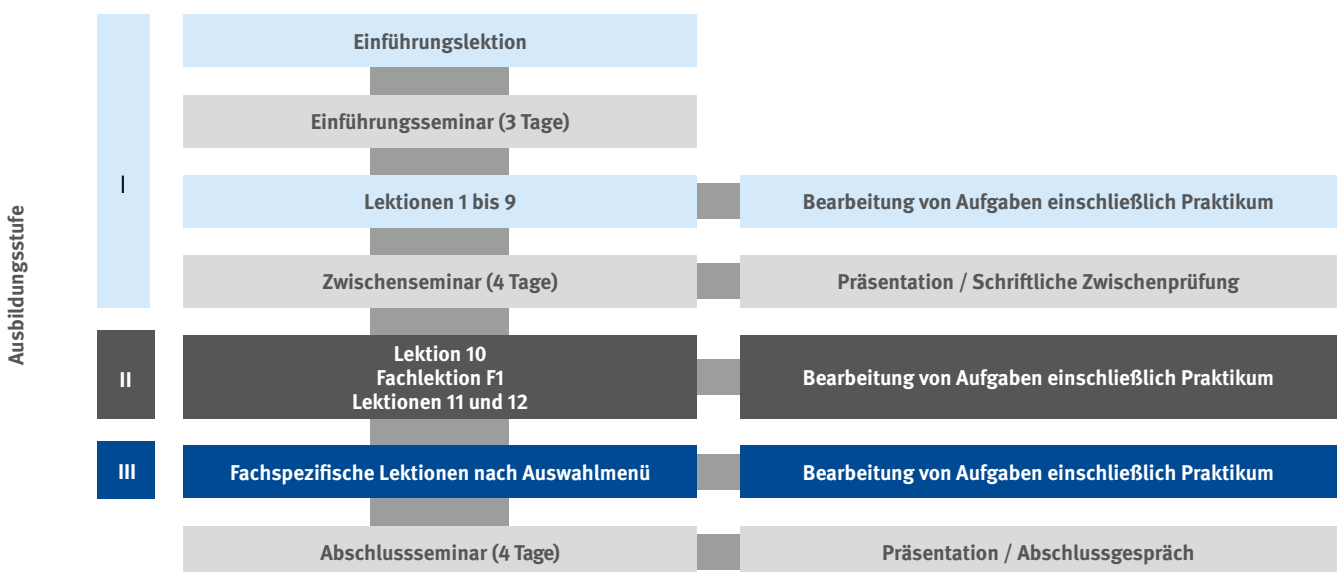 Ausbildungsstufe
I
Einführungslektion
Einführungsseminar (3 Tage)
Lektionen 1 bis 9
Bearbeitung von Aufgaben einschließlich Praktikum
Zwischenseminar (4 Tage)
Präsentation / Schriftliche Zwischenprüfung
II
Lektion 10
Fachlektion F1
Lektionen 11 und 12
Bearbeitung von Aufgaben einschließlich Praktikum
III
Fachspezifische Lektionen nach Auswahlmenü
Bearbeitung von Aufgaben einschließlich Praktikum
Abschlussseminar (4 Tage)
Präsentation / Abschlussgespräch